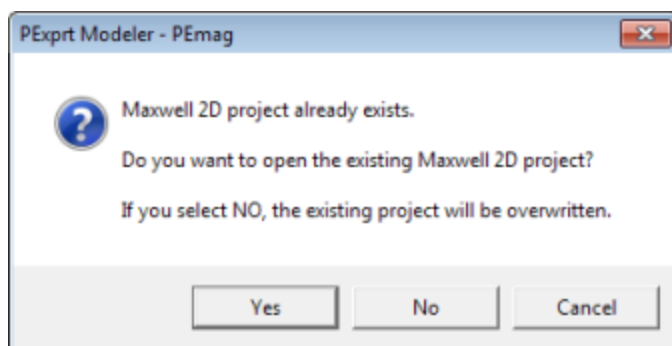 PExprt Modeler - PEmag
Maxwell 2D project already exists.
Do you want to open the existing Maxwell 2D project?
If you select NO, the existing project will be overwritten.
Yes
No
Cancel